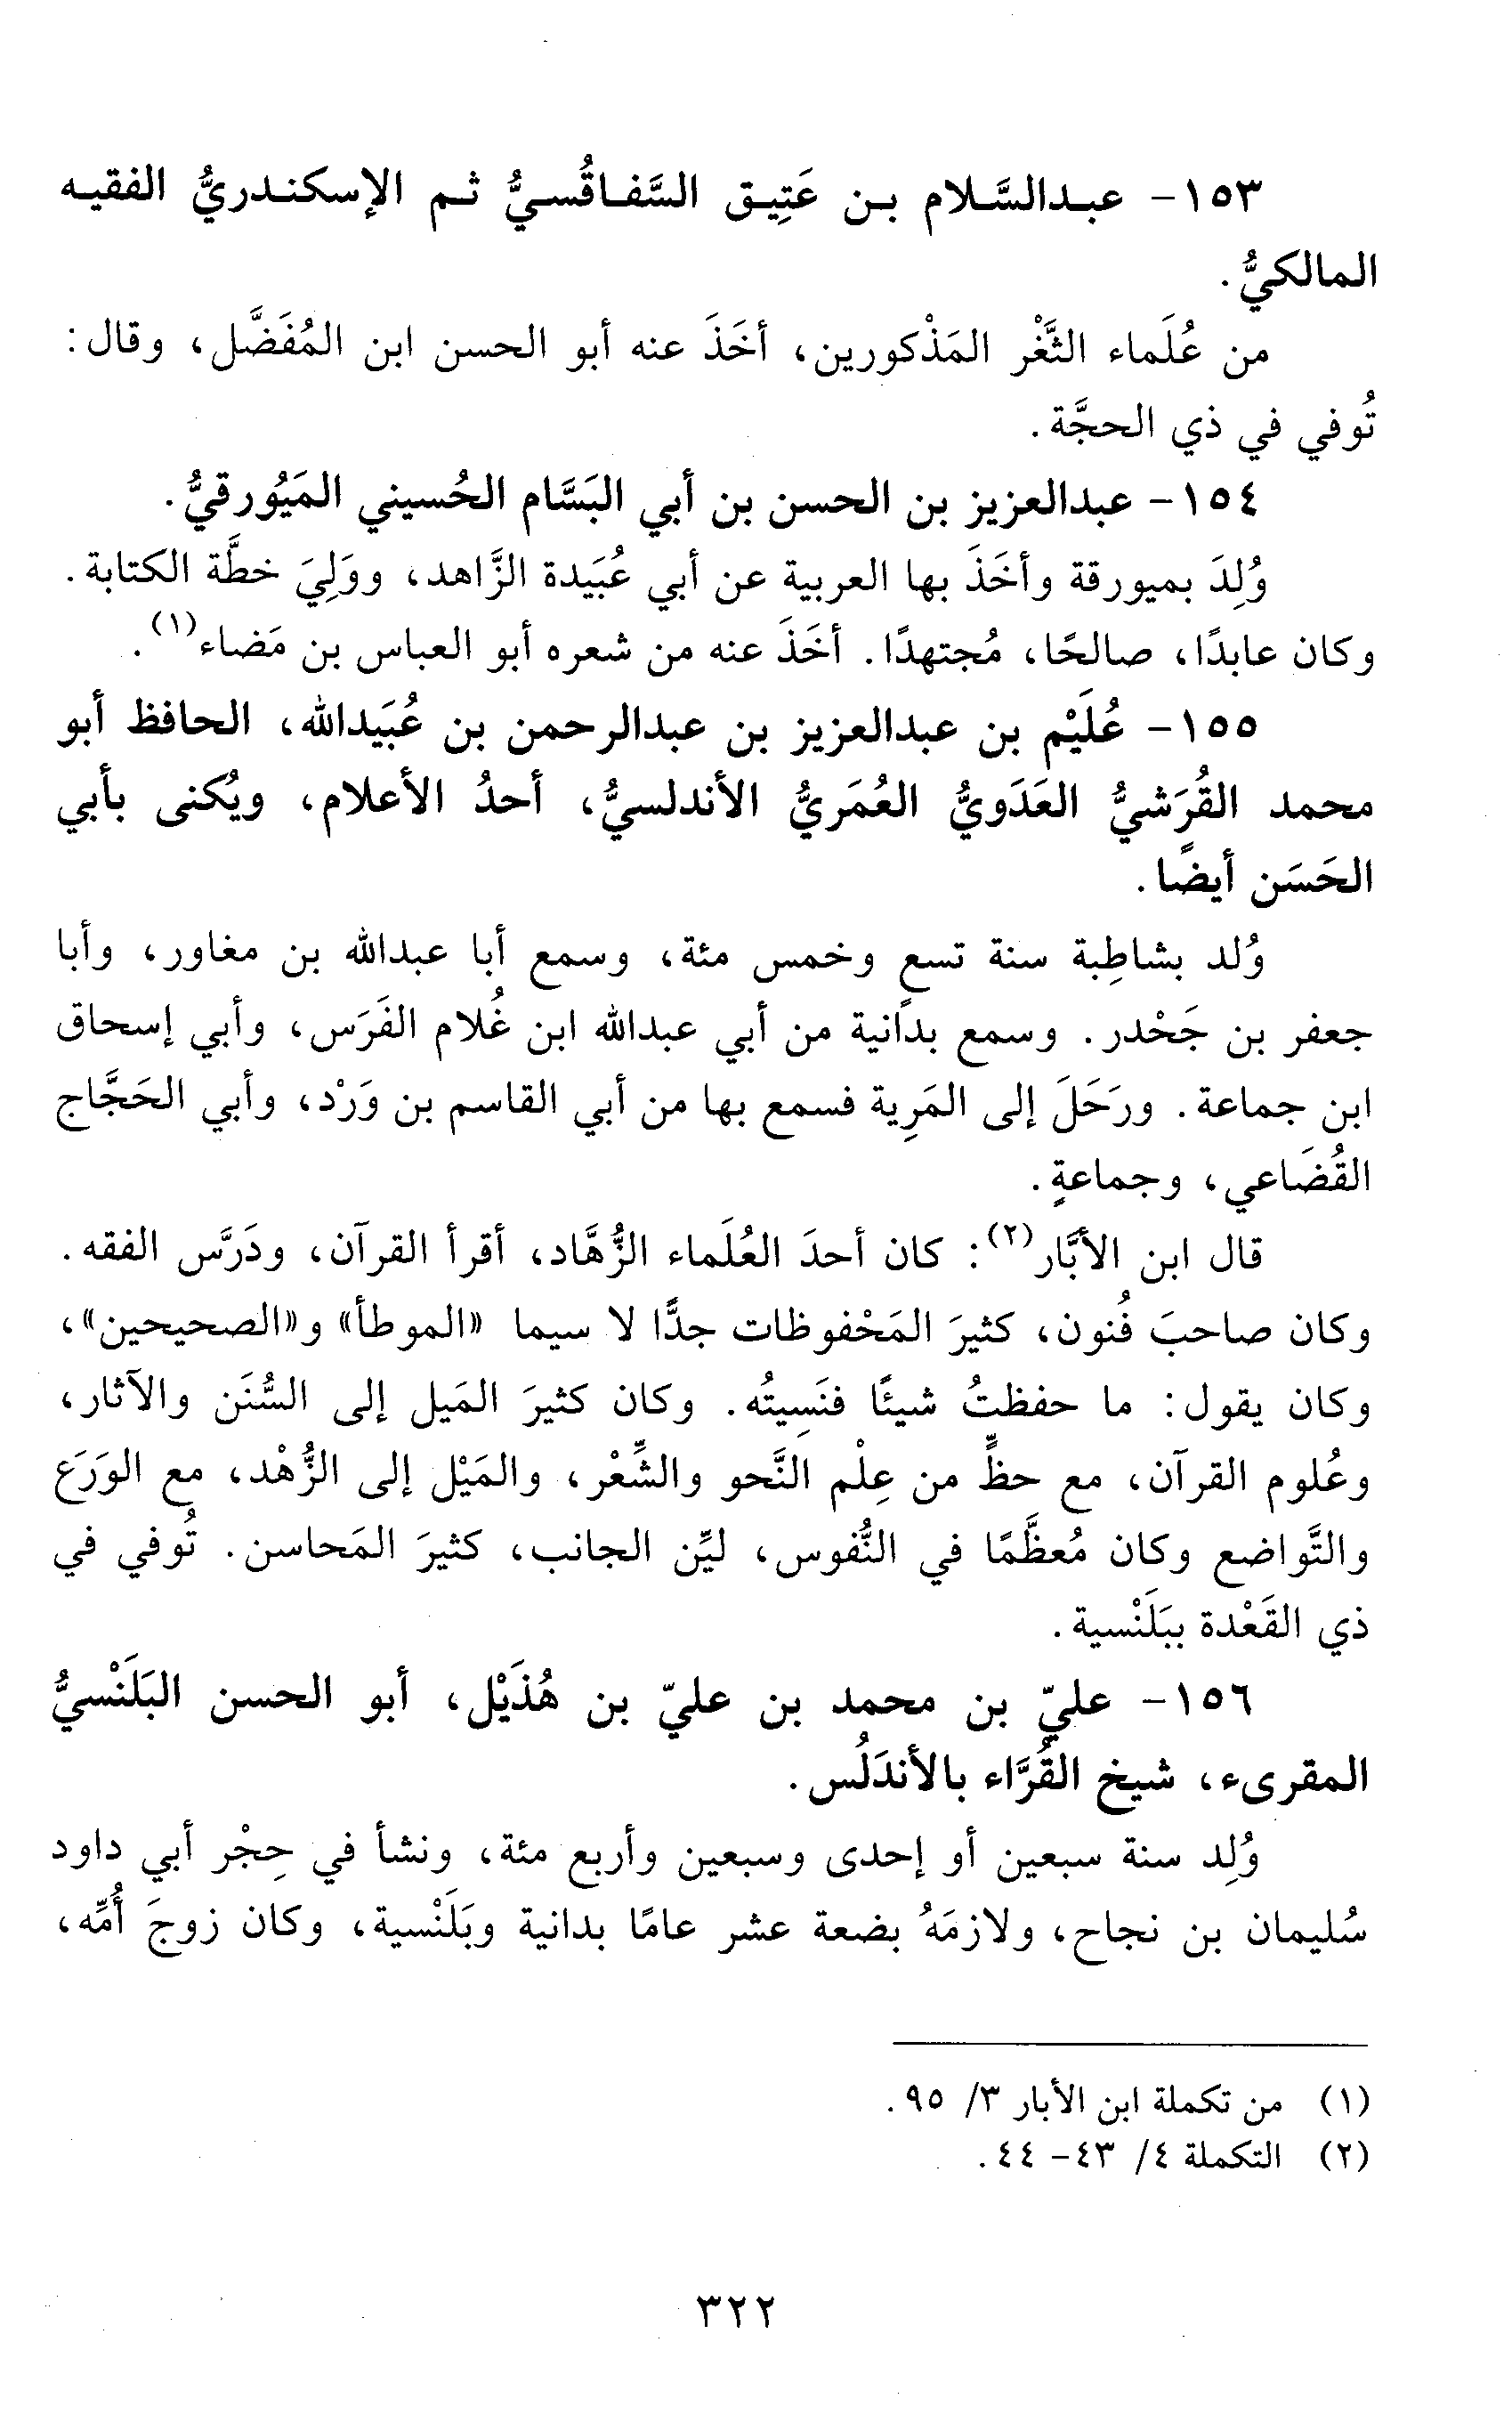 ١٥٣- عبدالسَّلام بن عَتِيق السَّفاقُسيُّ ثم الإسكندريُّ الفقيه
المالكيُّ.
من عُلَماء الثَّغْر المَذْكورين، أخَذَ عنه أبو الحسن ابن المُفَضَّل، وقال:
تُوفي في ذي الحجَّة.
١٥٤- عبدالعزيز بن الحسن بن أبي البَسَّام الحُسيني المَيُورقيُّ.
وُلِدَ بميورقة وأخَذَ بها العربية عن أبي عُبَيدة الزَّاهد، ووَلِيَ خطَّة الكتابة.
وكان عابدًا، صالحًا، مُجتهدًا. أخَذَ عنه من شعره أبو العباس بن مَضاء(١).
١٥٥- عُلَيْم بن عبدالعزيز بن عبدالرحمن بن عُبَيدالله، الحافظ أبو
محمد القُرَشيُّ العَدَويُّ العُمَريُّ الأندلسيُّ، أحدُ الأعلام، ويُكنى بأبي
الحَسَن أيضًا.
وُلد بشاطِبة سنة تسعٍ وخمس مئة، وسمع أبا عبدالله بن مغاور، وأبا
جعفر بن جَحْدر. وسمع بدانية من أبي عبدالله ابن غُلام الفَرَس، وأبي إسحاق
ابن جماعة. ورَحَلَ إلى المَرِية فسمع بها من أبي القاسم بن وَرْد، وأبي الحَجَّاج
القُضَاعي، وجماعةٍ.
قال ابن الأبَّار(٢): كان أحدَ العُلَماء الزُّهَّاد، أقرأ القرآن، ودَرَّس الفقه.
وكان صاحبَ فُنون، كثيرَ المَحْفوظات جدًّا لا سيما «الموطأ» و«الصحيحين»،
وكان يقول: ما حفظتُ شيئًا فنَسِيتُه. وكان كثيرَ المَيل إلى السُّنَن والآثار،
وعُلوم القرآن، مع حظٍّ من عِلْم النَّحو والشِّعْر، والمَيْل إلى الزُّهْد، مع الوَرَع
والتَّواضع وكان مُعظَّمًا في النُّفوس، ليِّن الجانب، كثيرَ المَحاسن. تُوفي في
ذي القَعْدة ببَلَنْسية.
١٥٦- عليّ بن محمد بن عليّ بن هُذَيْل، أبو الحسن البَلَنْسيُّ
المقرىء، شيخ القُرَّاء بالأندَلُس.
وُلِد سنة سبعين أو إحدى وسبعين وأربع مئة، ونشأ في حِجْر أبي داود
سُليمان بن نجاح، ولازمَهُ بضعة عشر عامًا بدانية وبَلَنْسية، وكان زوجَ أُمِّه،
(١) من تكملة ابن الأبار ٣/ ٩٥.
(٢) التكملة ٤/ ٤٣- ٤٤.
٣٢٢